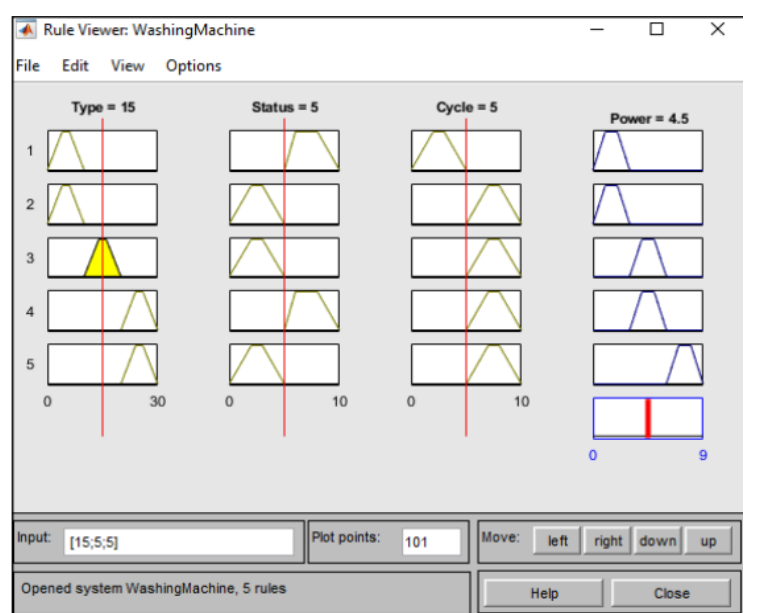 Rule Viewer: WashingMachine
File Edit View Options
Type = 15 Status = 5 Cycle = 5 Power = 4.5
1
2
3
4
5
0 30 0 10 0 10
0 9
Input: [15;5;5] Plot points: 101 Move: left right down up
Opened system WashingMachine, 5 rules Help Close